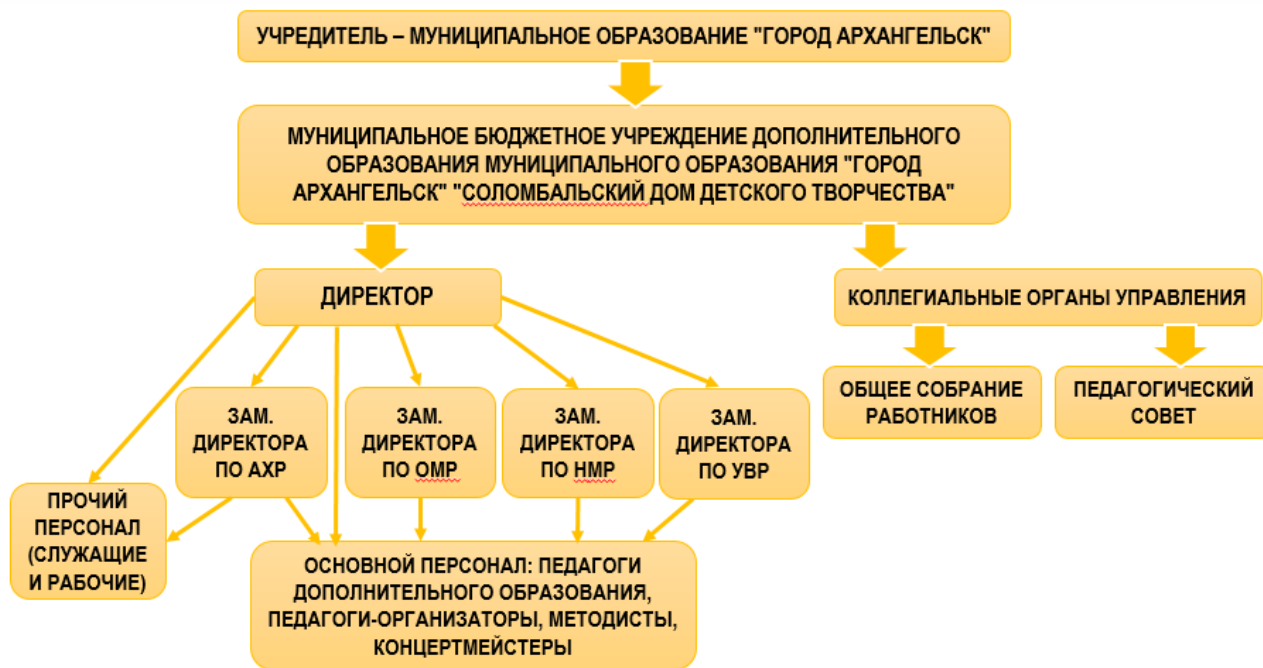 УЧРЕДИТЕЛЬ – МУНИЦИПАЛЬНОЕ ОБРАЗОВАНИЕ "ГОРОД АРХАНГЕЛЬСК"
МУНИЦИПАЛЬНОЕ БЮДЖЕТНОЕ УЧРЕЖДЕНИЕ ДОПОЛНИТЕЛЬНОГО
ОБРАЗОВАНИЯ МУНИЦИПАЛЬНОГО ОБРАЗОВАНИЯ "ГОРОД
АРХАНГЕЛЬСК" "СОЛОМБАЛЬСКИЙ ДОМ ДЕТСКОГО ТВОРЧЕСТВА"
ДИРЕКТОР
КОЛЛЕГИАЛЬНЫЕ ОРГАНЫ УПРАВЛЕНИЯ
ОБЩЕЕ СОБРАНИЕ
РАБОТНИКОВ
ПЕДАГОГИЧЕСКИЙ
СОВЕТ
ЗАМ.
ДИРЕКТОРА
ПО АХР
ЗАМ.
ДИРЕКТОРА
ПО ОМР
ЗАМ.
ДИРЕКТОРА
ПО НМР
ЗАМ.
ДИРЕКТОРА
ПО УВР
ПРОЧИЙ
ПЕРСОНАЛ
(СЛУЖАЩИЕ
И РАБОЧИЕ)
ОСНОВНОЙ ПЕРСОНАЛ: ПЕДАГОГИ
ДОПОЛНИТЕЛЬНОГО ОБРАЗОВАНИЯ,
ПЕДАГОГИ-ОРГАНИЗАТОРЫ, МЕТОДИСТЫ,
КОНЦЕРТМЕЙСТЕРЫ